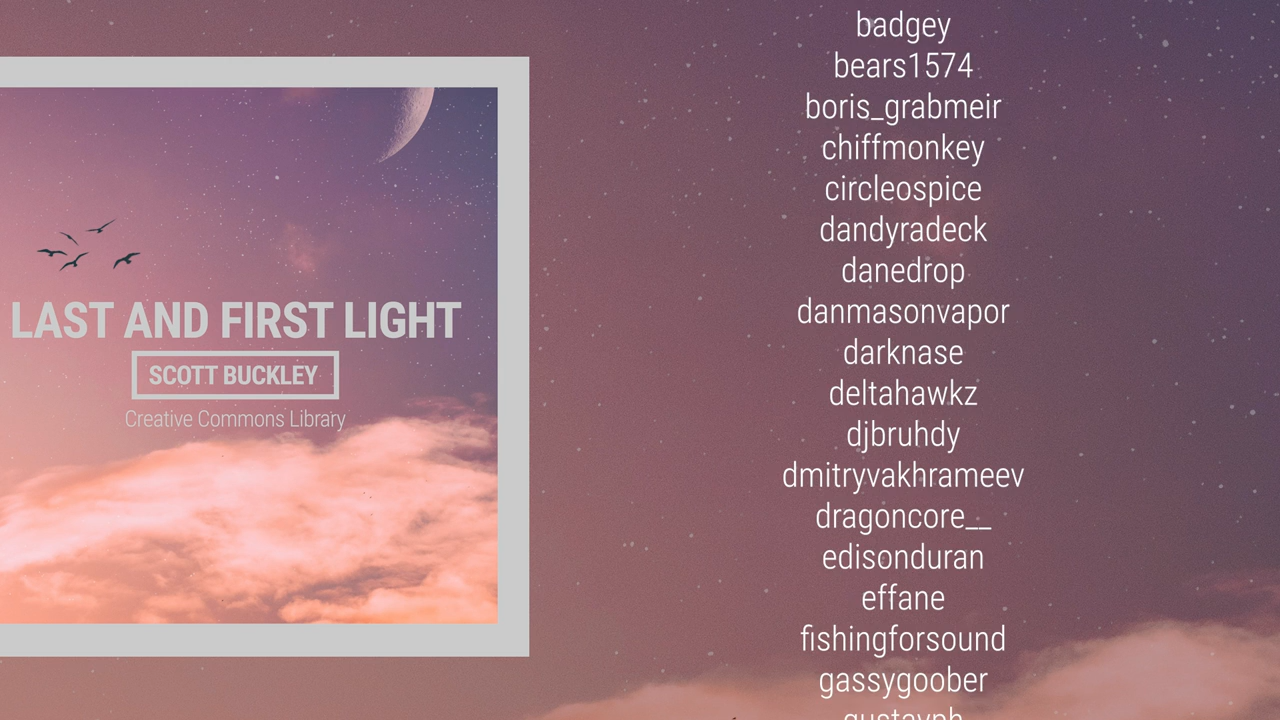 LAST AND FIRST LIGHT
SCOTT BUCKLEY
Creative Commons Library
badgey
bears1574
boris_grabmeir
chiffmonkey
circleospice
dandyradeck
danedrop
danmasonvapor
darknase
deltahawkz
djbruhdy
dmitryvakhrameev
dragoncore__
edisonduran
effane
fishingforsound
gassygoober